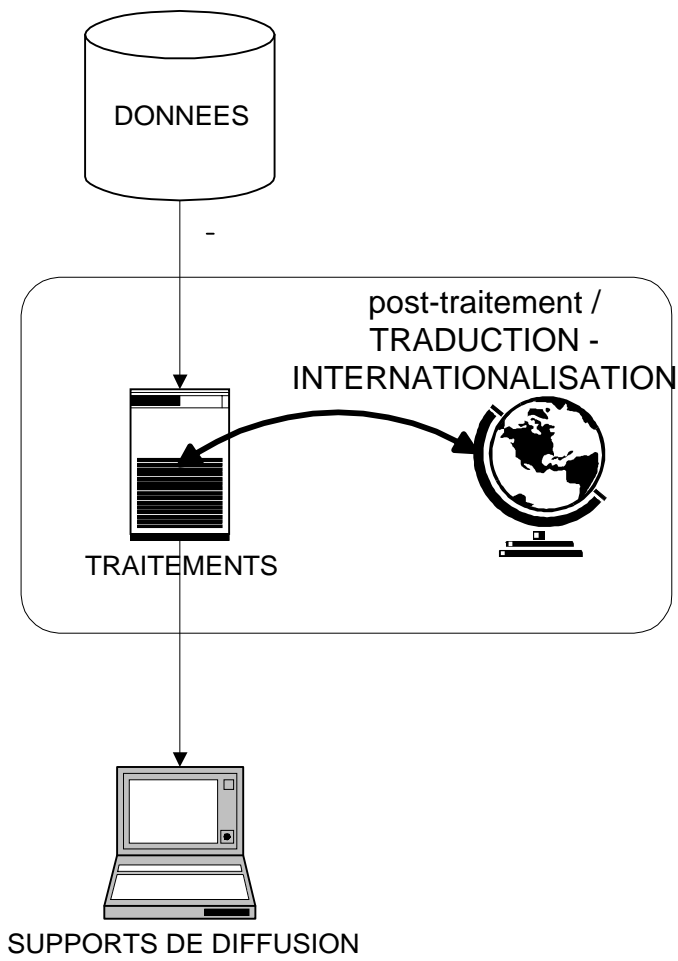 DONNEES
-
post-traitement /
TRADUCTION -
INTERNATIONALISATION
TRAITEMENTS
SUPPORTS DE DIFFUSION